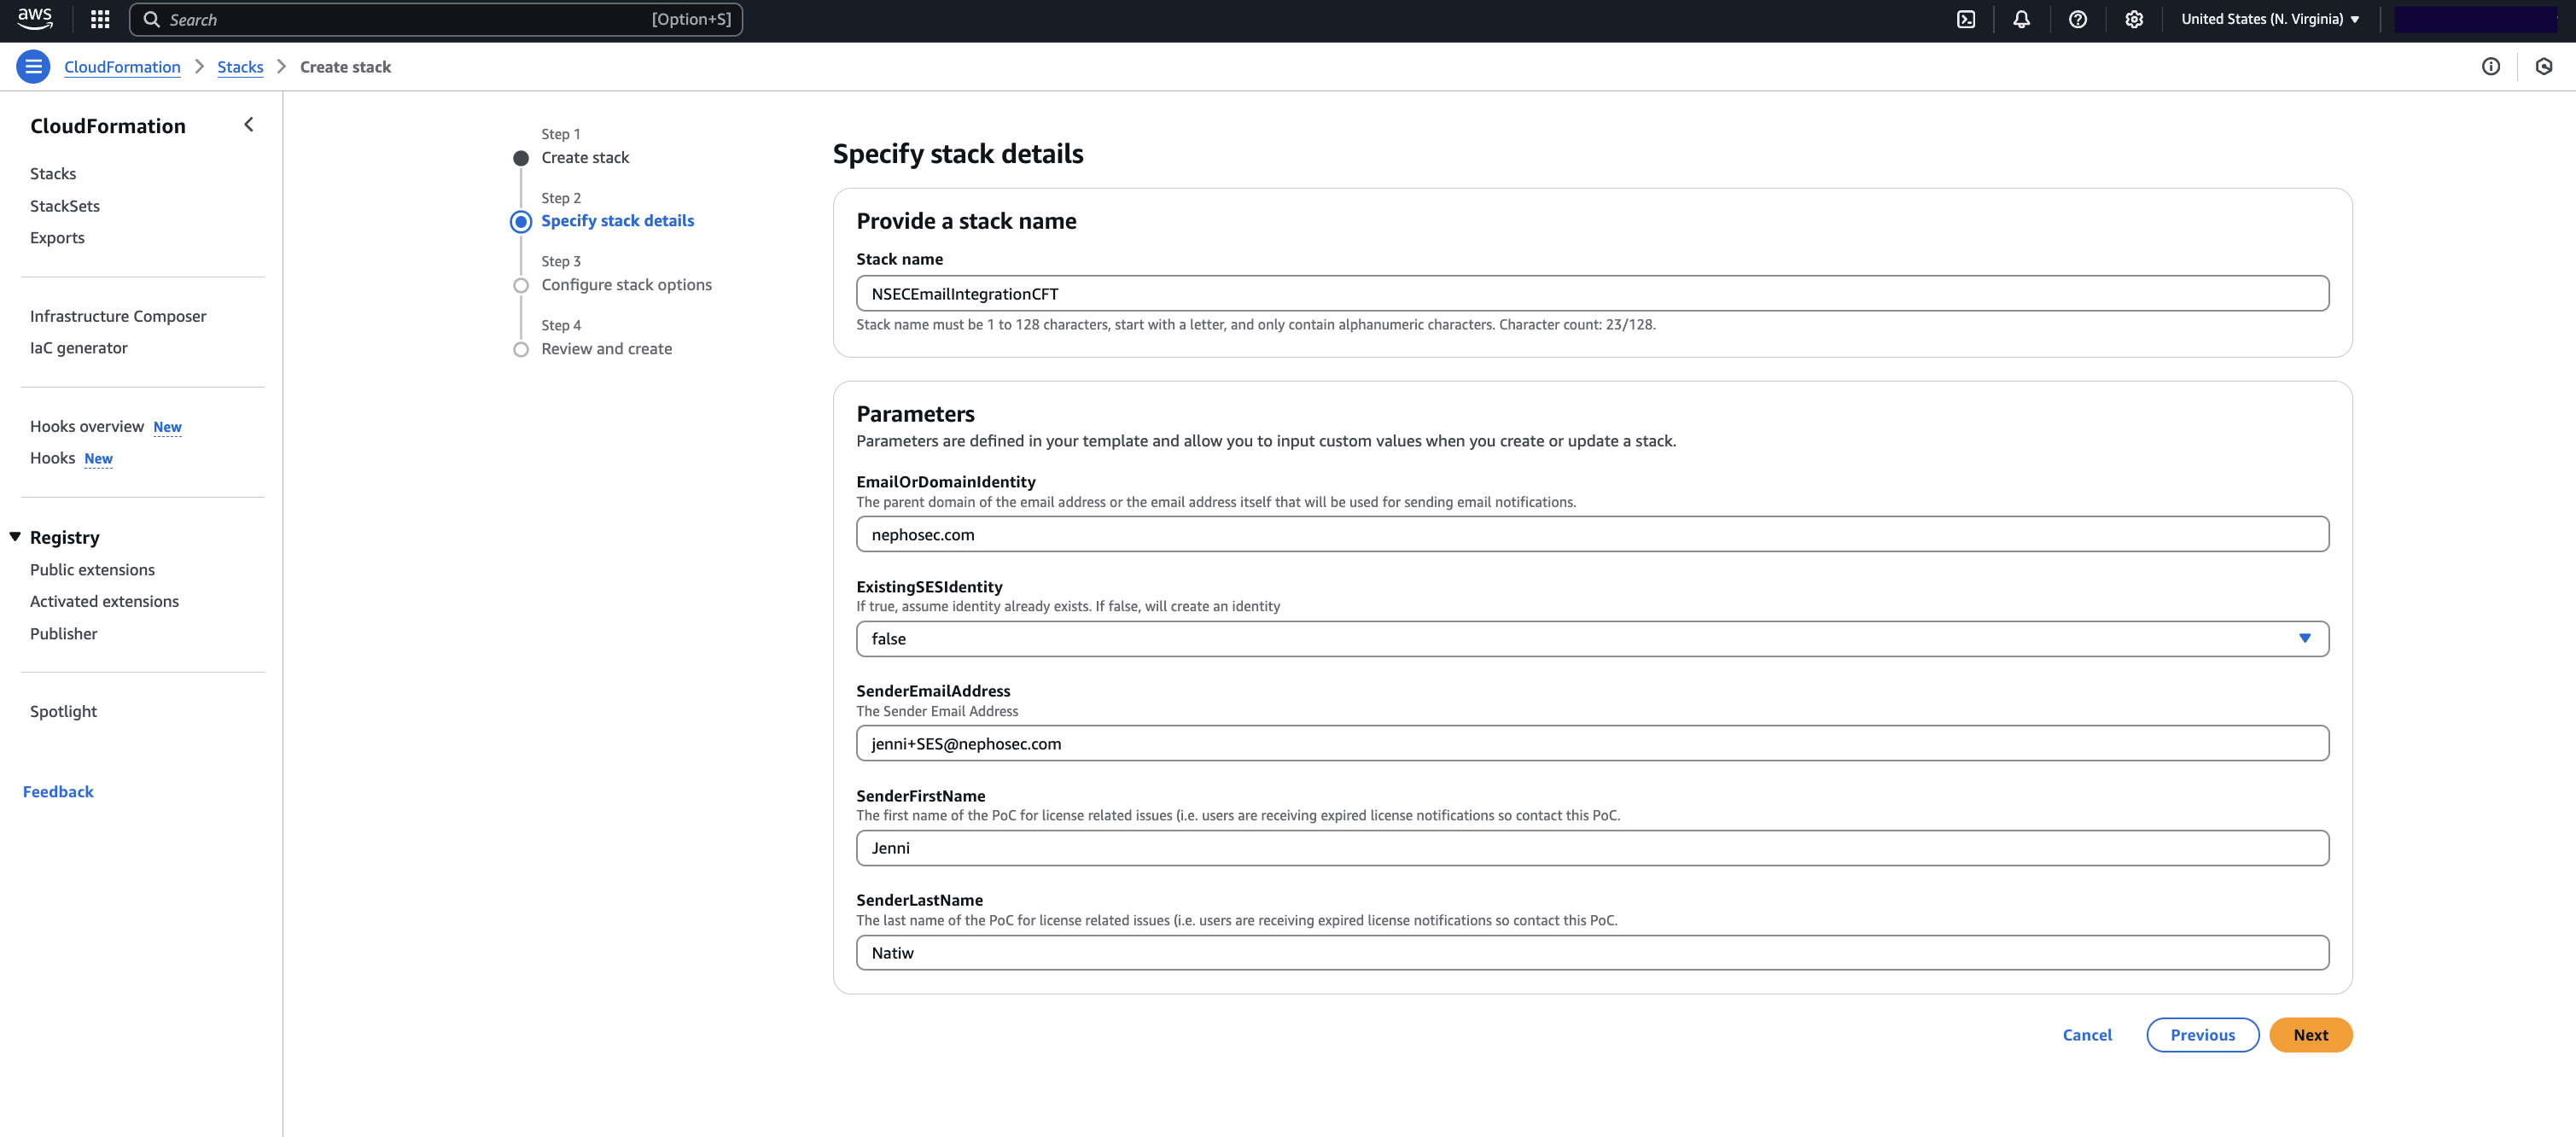 aws
Search [Option+S]
United States (N. Virginia)
CloudFormation > Stacks > Create stack
CloudFormation
Stacks
StackSets
Exports
Infrastructure Composer
IaC generator
Hooks overview New
Hooks New
Registry
Public extensions
Activated extensions
Publisher
Spotlight
Feedback
Step 1
Create stack
Step 2
Specify stack details
Step 3
Configure stack options
Step 4
Review and create
Specify stack details
Provide a stack name
Stack name
NSECEmailIntegrationCFT
Stack name must be 1 to 128 characters, start with a letter, and only contain alphanumeric characters. Character count: 23/128.
Parameters
Parameters are defined in your template and allow you to input custom values when you create or update a stack.
EmailOrDomainIdentity
The parent domain of the email address or the email address itself that will be used for sending email notifications.
nephosec.com
ExistingSESIdentity
If true, assume identity already exists. If false, will create an identity
false
SenderEmailAddress
The Sender Email Address
jenni+SES@nephosec.com
SenderFirstName
The first name of the PoC for license related issues (i.e. users are receiving expired license notifications so contact this PoC.
Jenni
SenderLastName
The last name of the PoC for license related issues (i.e. users are receiving expired license notifications so contact this PoC.
Natiw
Cancel
Previous
Next